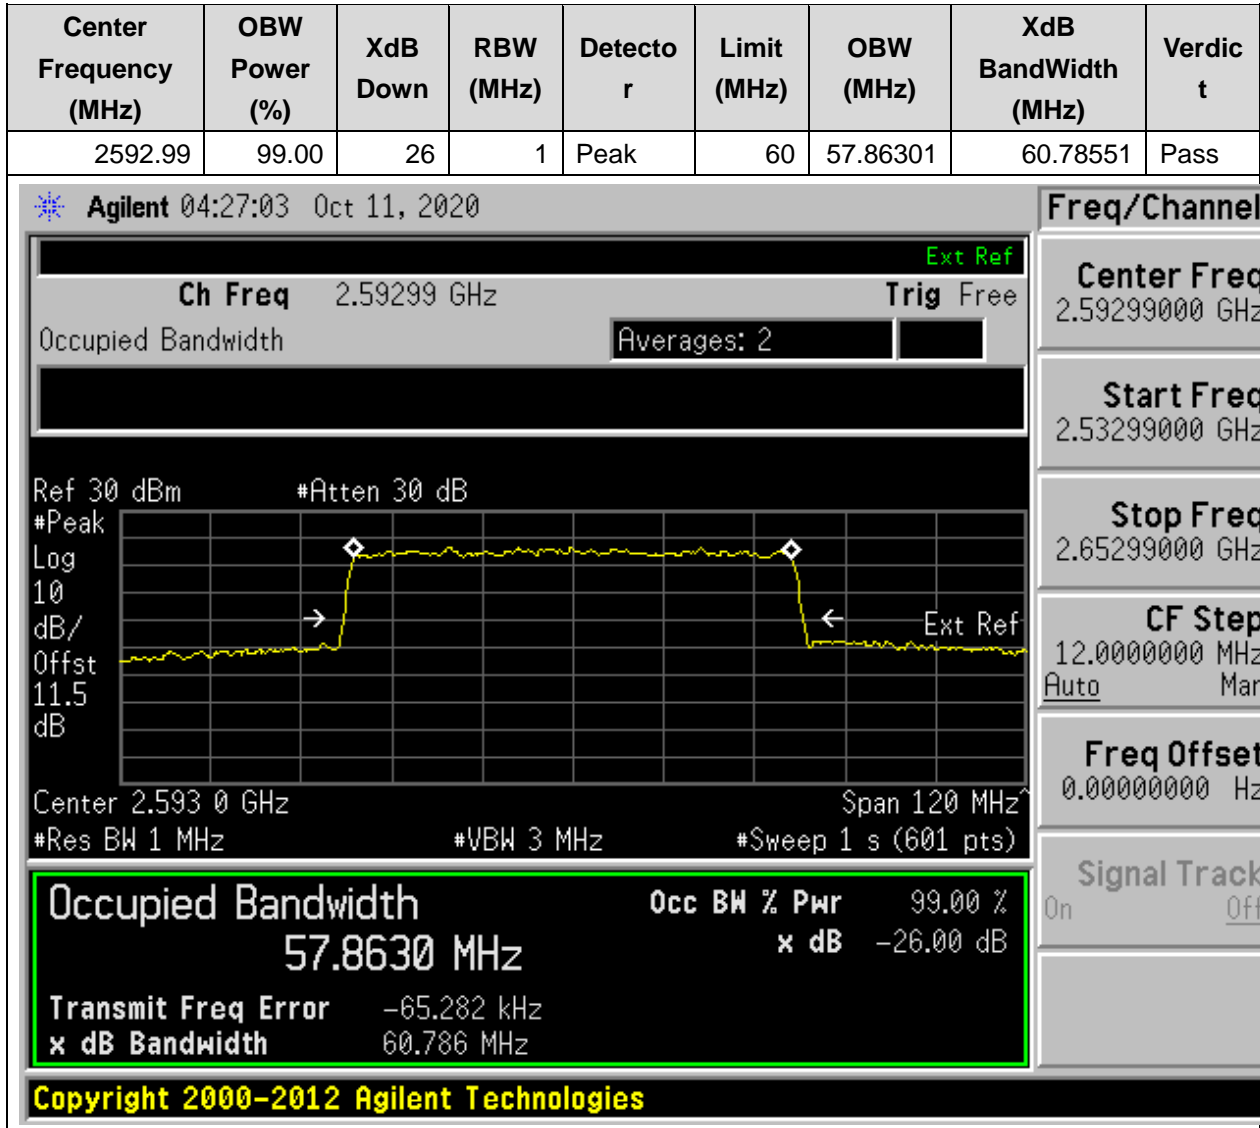 Center Frequency (MHz) OBW Power (%) XdB Down RBW (MHz) Detecto r Limit (MHz) OBW (MHz) XdB BandWidth (MHz) Verdic t
2592.99 99.00 26 1 Peak 60 57.86301 60.78551 Pass
Agilent 04:27:03 Oct 11, 2020
Freq/Channel
Ext Ref
Ch Freq 2.59299 GHz Trig Free
Occupied Bandwidth Averages: 2
Center Freq
2.59299000 GHz
Start Freq
2.53299000 GHz
Stop Freq
2.65299000 GHz
CF Step
12.0000000 MHz
Auto Man
Freq Offset
0.00000000 Hz
Signal Track
On Off
Ref 30 dBm #Atten 30 dB
#Peak
Log
10
dB/
Offst
11.5
dB
Ext Ref
Center 2.593 0 GHz Span 120 MHz^
#Res BW 1 MHz #VBW 3 MHz #Sweep 1 s (601 pts)
Occupied Bandwidth Occ BW % Pwr 99.00 %
57.8630 MHz x dB -26.00 dB
Transmit Freq Error -65.282 kHz
x dB Bandwidth 60.786 MHz
Copyright 2000-2012 Agilent Technologies